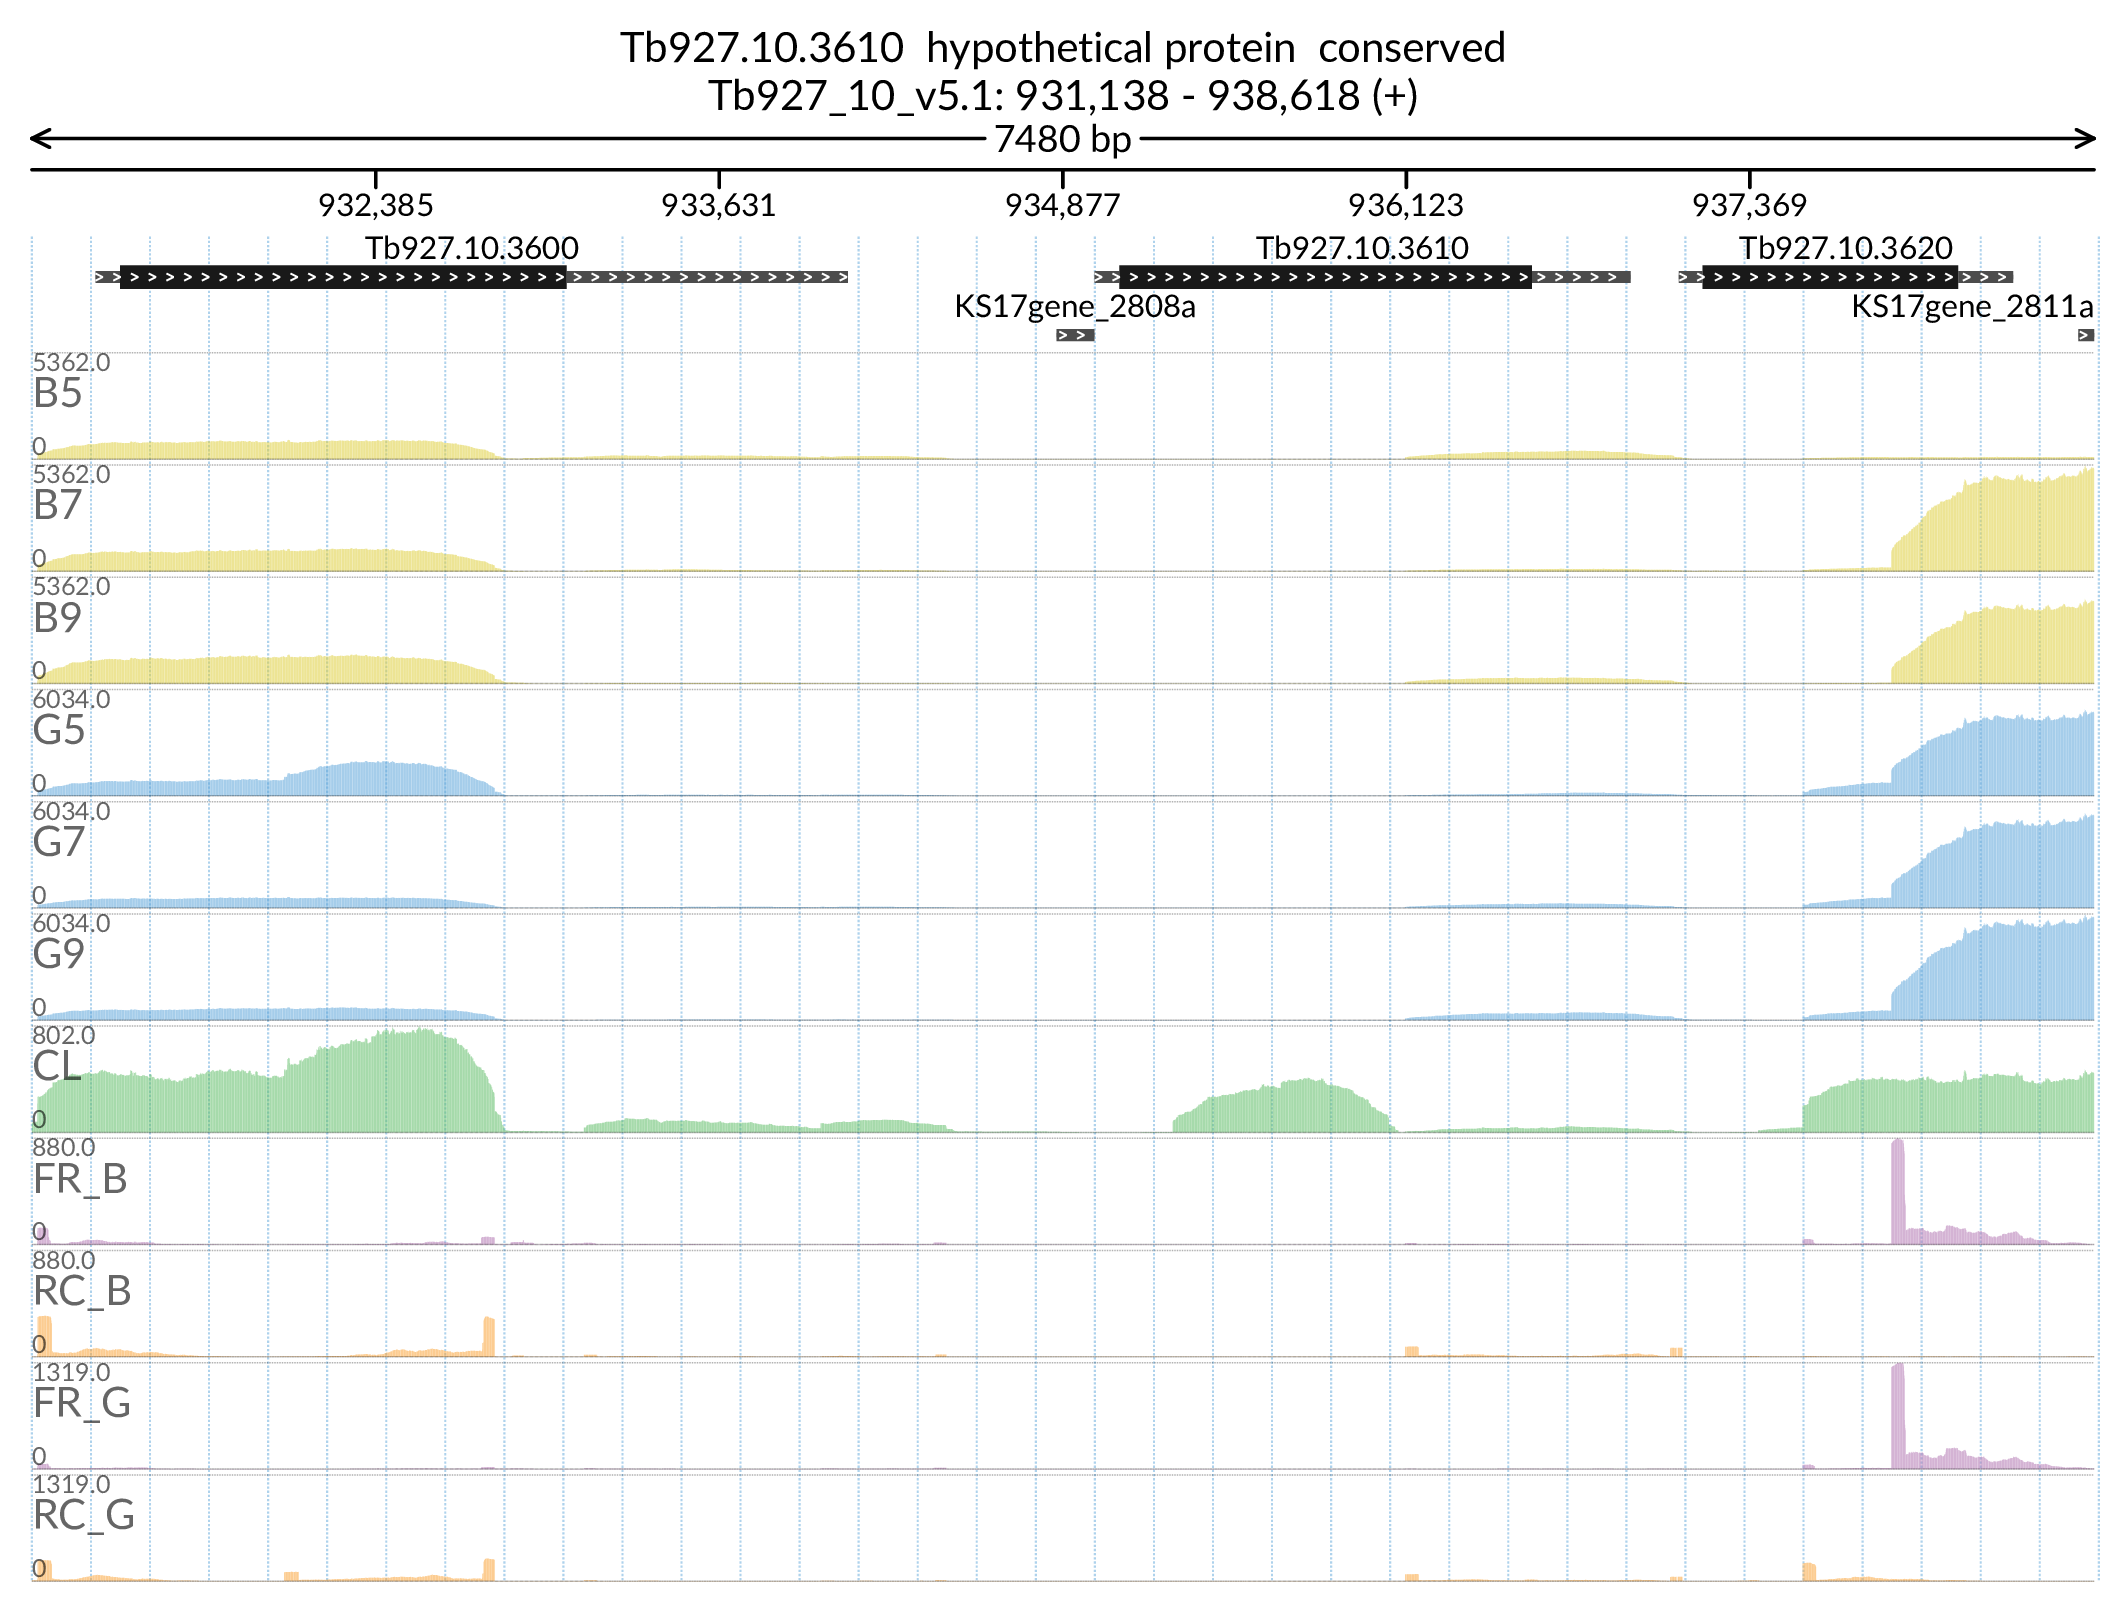 Tb927.10.3610  hypothetical protein  conserved
Tb927_10_v5.1: 931,138 - 938,618 (+)
7480 bp
932,385 933,631 934,877 936,123 937,369
Tb927.10.3600 Tb927.10.3610 Tb927.10.3620
KS17gene_2808a KS17gene_2811a
5362.0
B5
0
5362.0
B7
0
5362.0
B9
0
6034.0
G5
0
6034.0
G7
0
6034.0
G9
0
802.0
CL
0
880.0
FR_B
0
880.0
RC_B
0
1319.0
FR_G
0
1319.0
RC_G
0